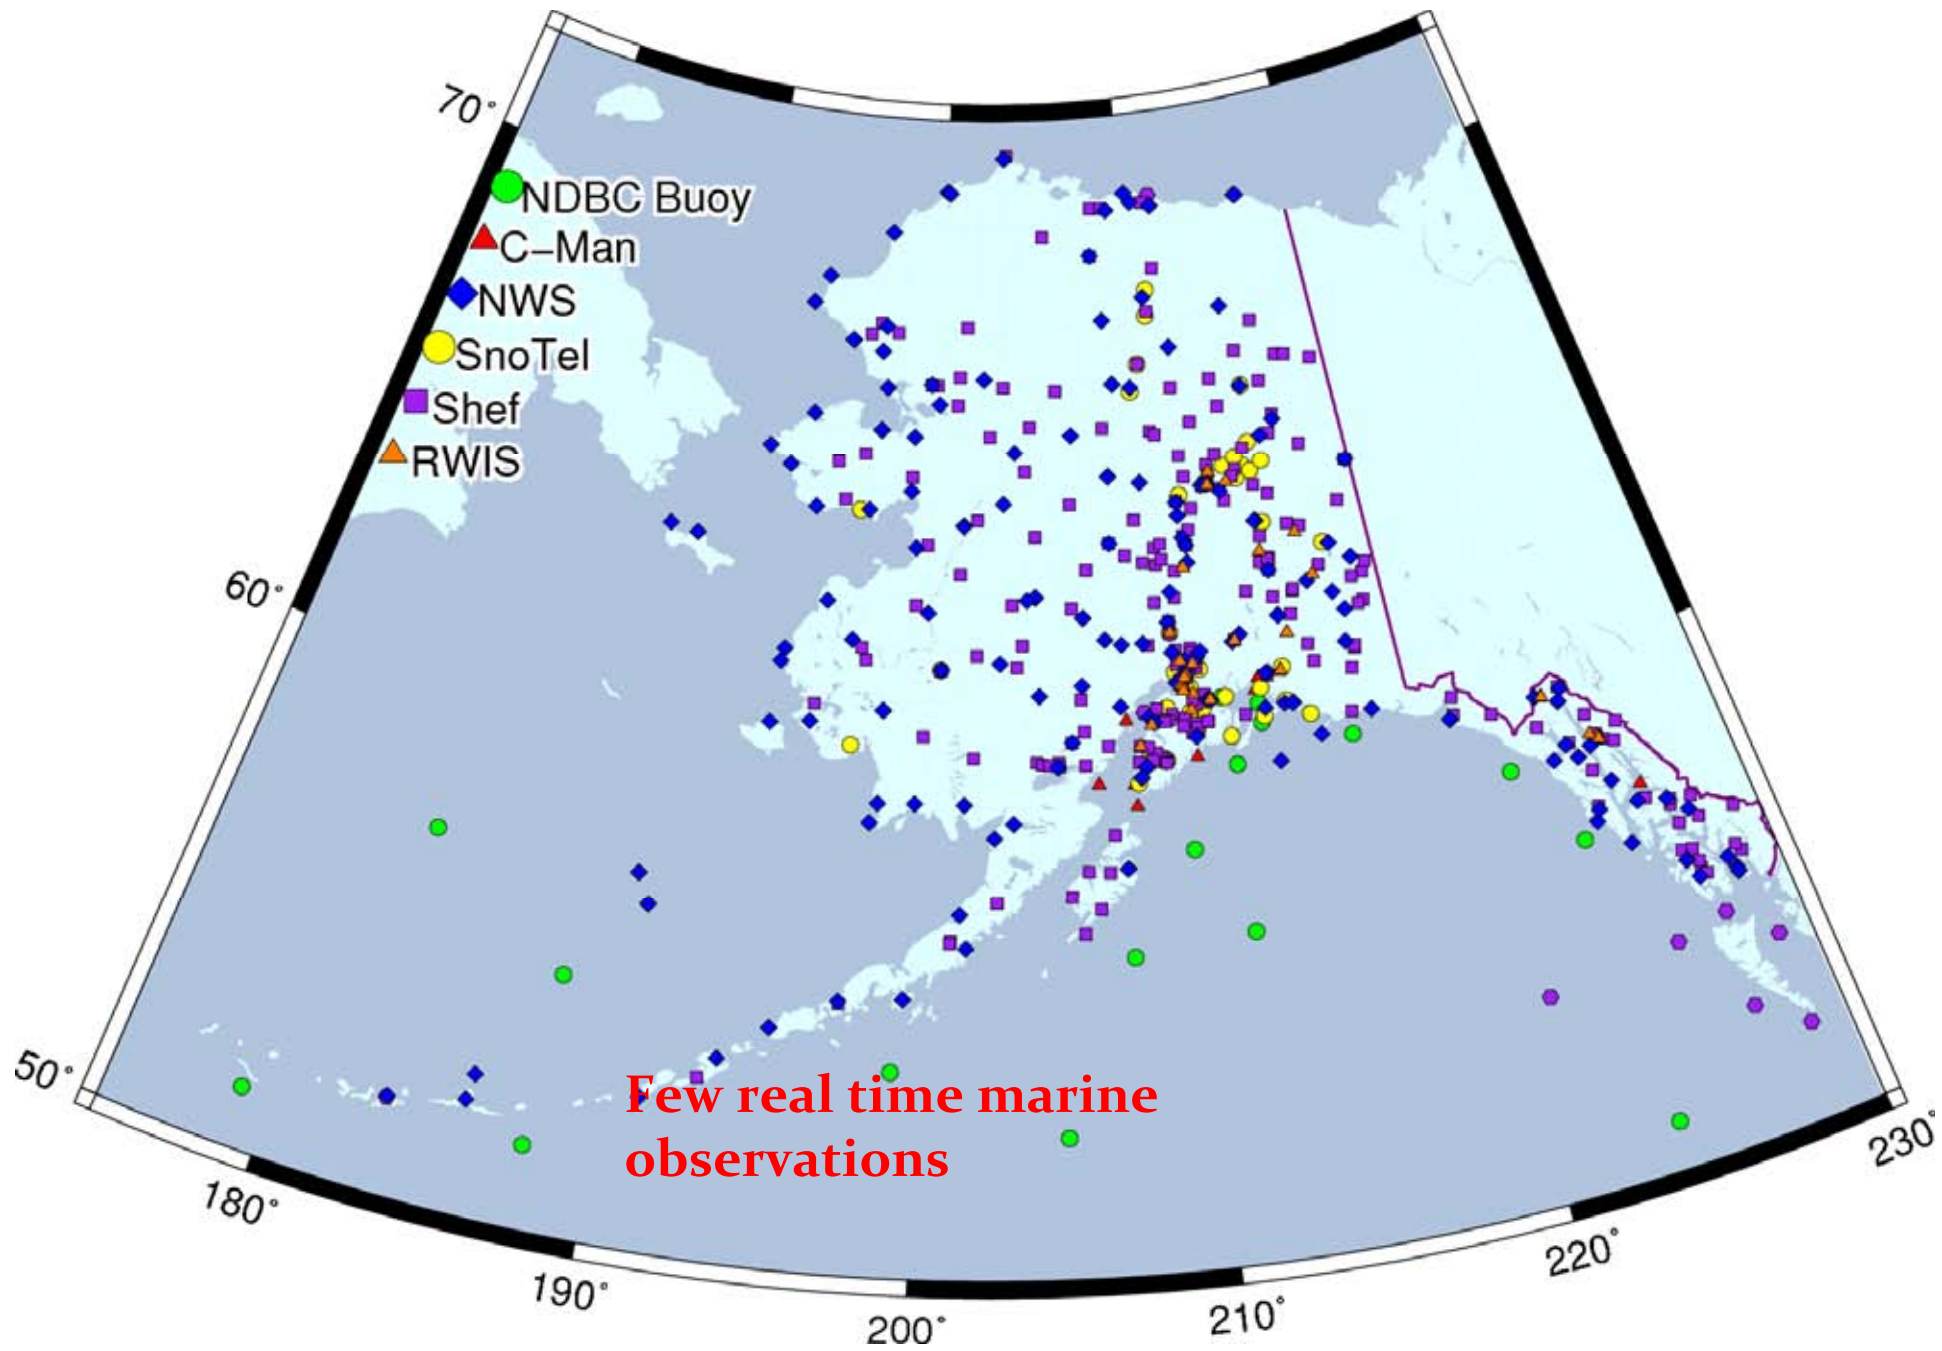 70°
NDBC Buoy
C-Man
NWS
SnoTel
Shef
RWIS
60°
50°
Few real time marine
observations
180°
190°
200°
210°
220°
230°